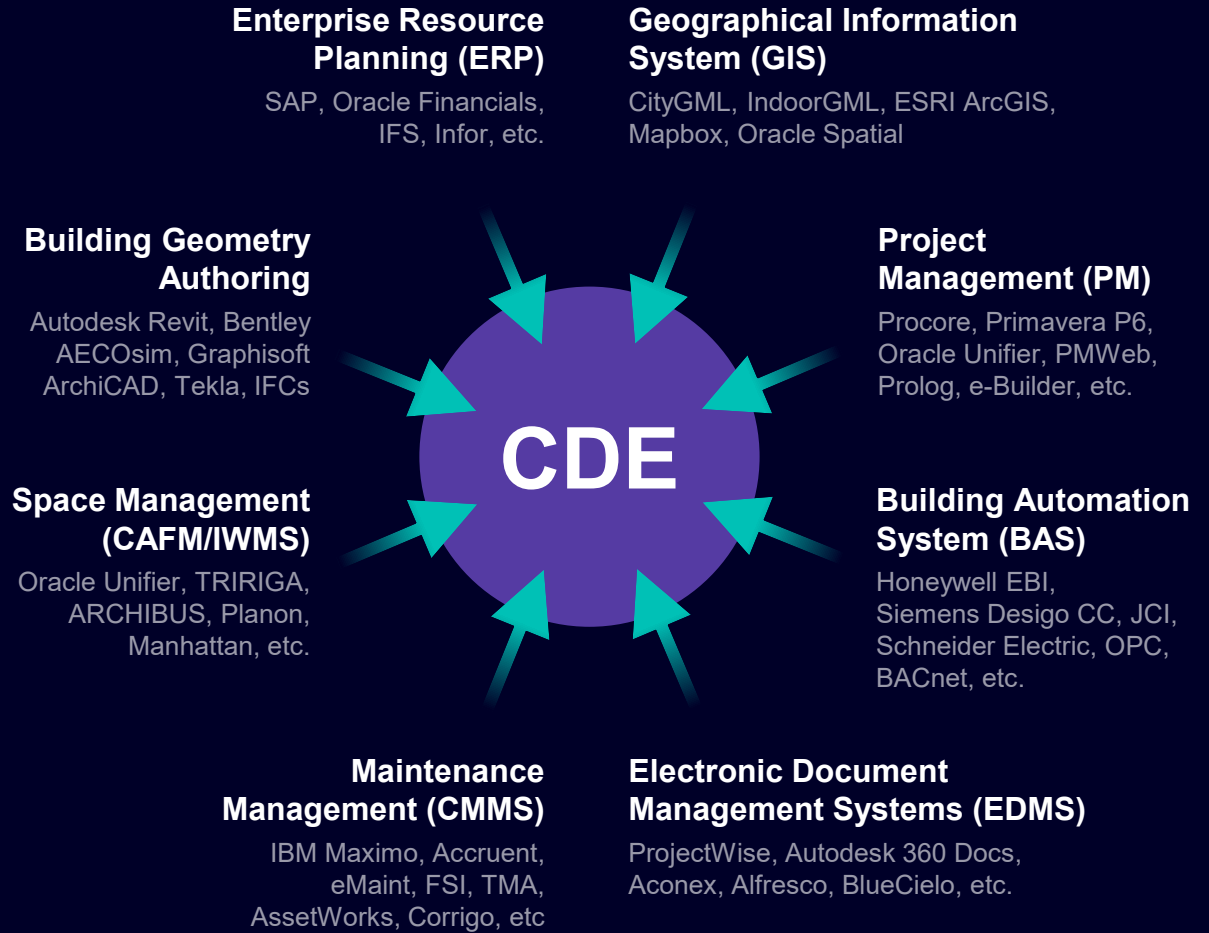 Enterprise Resource
Planning (ERP)
SAP, Oracle Financials,
IFS, Infor, etc.
Geographical Information
System (GIS)
CityGML, IndoorGML, ESRI ArcGIS,
Mapbox, Oracle Spatial
Building Geometry
Authoring
Autodesk Revit, Bentley
AECOsim, Graphisoft
ArchiCAD, Tekla, IFCs
Project
Management (PM)
Procore, Primavera P6,
Oracle Unifier, PMWeb,
Prolog, e-Builder, etc.
CDE
Space Management
(CAFM/IWMS)
Oracle Unifier, TRIRIGA,
ARCHIBUS, Planon,
Manhattan, etc.
Building Automation
System (BAS)
Honeywell EBI,
Siemens Desigo CC, JCI,
Schneider Electric, OPC,
BACnet, etc.
Maintenance
Management (CMMS)
IBM Maximo, Accruent,
eMaint, FSI, TMA,
AssetWorks, Corrigo, etc
Electronic Document
Management Systems (EDMS)
ProjectWise, Autodesk 360 Docs,
Aconex, Alfresco, BlueCielo, etc.